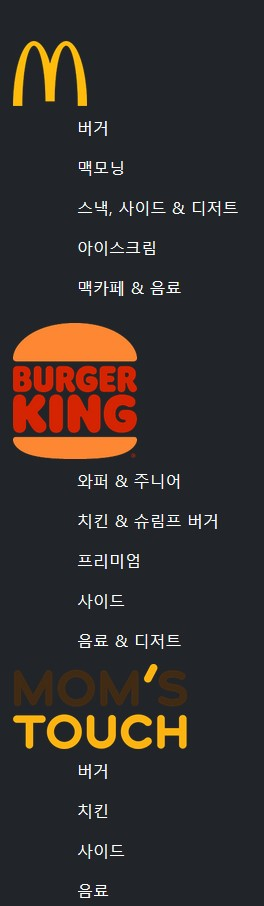 버거
맥모닝
스낵, 사이드 & 디저트
아이스크림
맥카페 & 음료
BURGER
KING
와퍼 & 주니어
치킨 & 슈림프 버거
프리미엄
사이드
음료 & 디저트
MOM'S
TOUCH
버거
치킨
사이드
음료